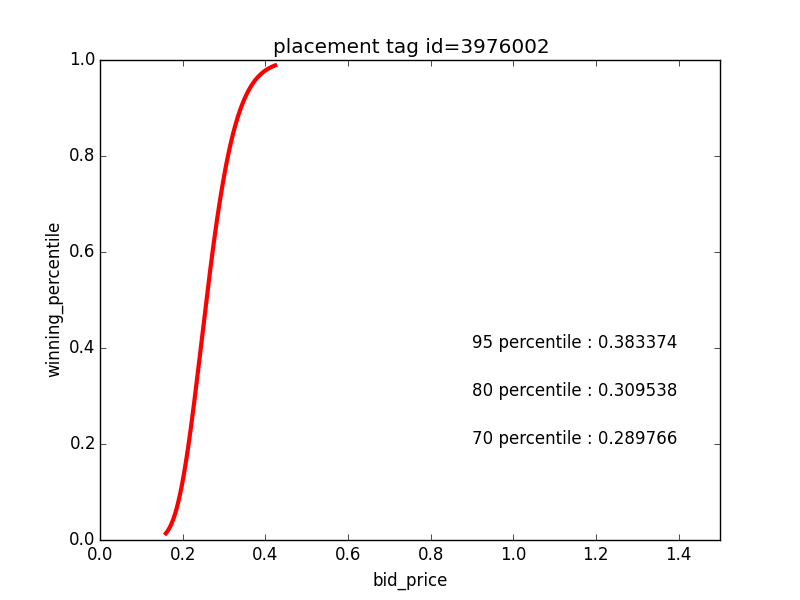 placement tag id=3976002
1.0
0.8
0.6
0.4
0.2
0.0
winning_percentile
95 percentile : 0.383374
80 percentile : 0.309538
70 percentile : 0.289766
0.0 0.2 0.4 0.6 0.8 1.0 1.2 1.4
bid_price